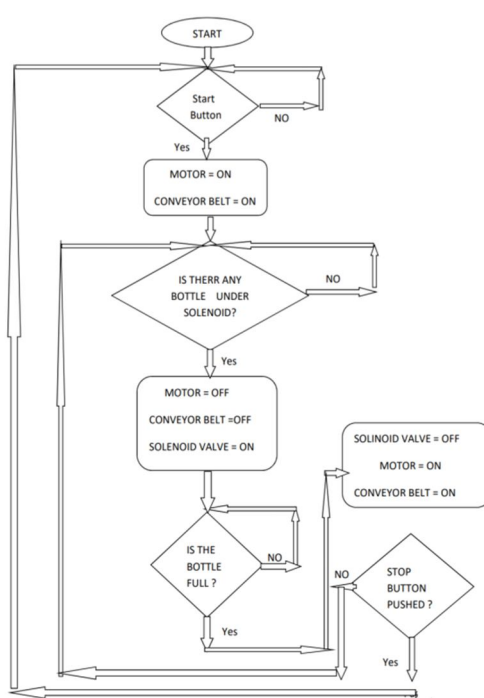 START
Start
Button
NO
Yes
MOTOR = ON
CONVEYOR BELT = ON
IS THERR ANY
BOTTLE UNDER
SOLENOID?
NO
Yes
MOTOR = OFF
CONVEYOR BELT =OFF
SOLENOID VALVE = ON
IS THE
BOTTLE
FULL ?
NO
Yes
SOLINOID VALVE = OFF
MOTOR = ON
CONVEYOR BELT = ON
STOP
BUTTON
PUSHED ?
NO
Yes